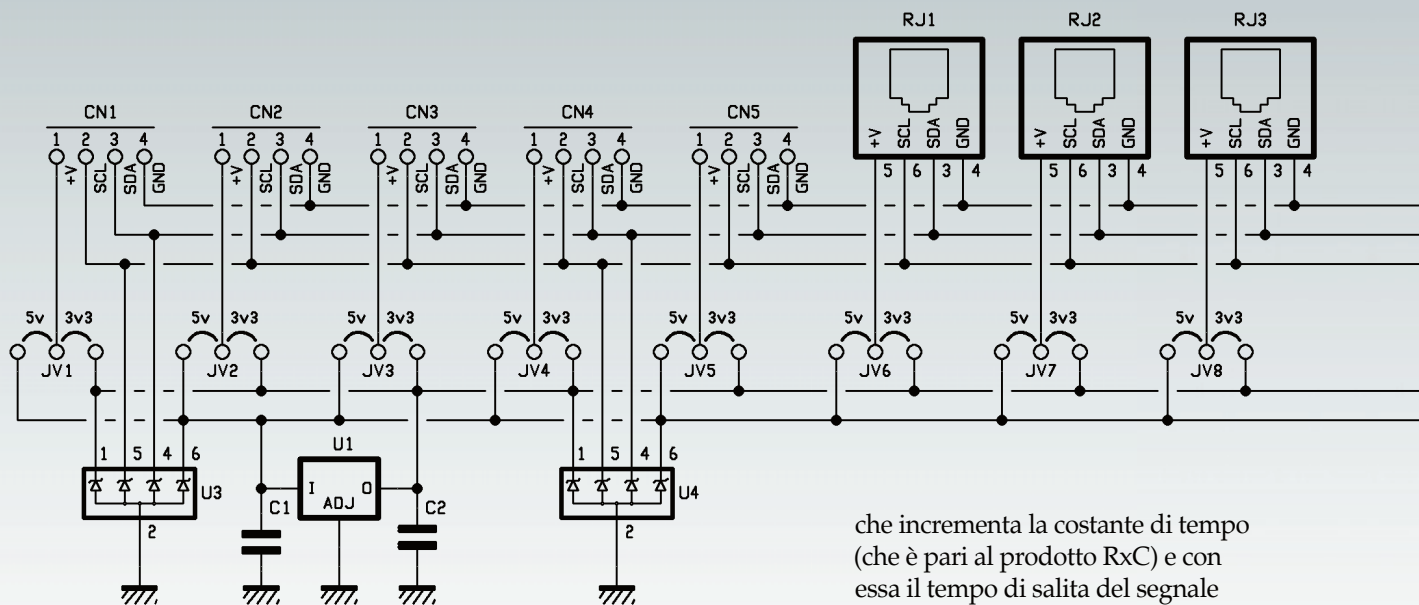 RJ1 RJ2 RJ3
CN1 CN2 CN3 CN4 CN5
1 2 3 4 1 2 3 4 1 2 3 4 1 2 3 4 1 2 3 4
+V SCL SDA GND +V SCL SDA GND +V SCL SDA GND
5 6 3 4 5 6 3 4 5 6 3 4
+V SCL SDA GND +V SCL SDA GND +V SCL SDA GND +V SCL SDA GND +V SCL SDA GND
5v 3v3 5v 3v3 5v 3v3 5v 3v3 5v 3v3 5v 3v3 5v 3v3 5v 3v3
JV1 JV2 JV3 JV4 JV5 JV6 JV7 JV8
1 5 4 6 U1 1 5 4 6
U3 I O U4
C1 ADJ C2
2 2
che incrementa la costante di tempo
(che è pari al prodotto RxC) e con
essa il tempo di salita del segnale